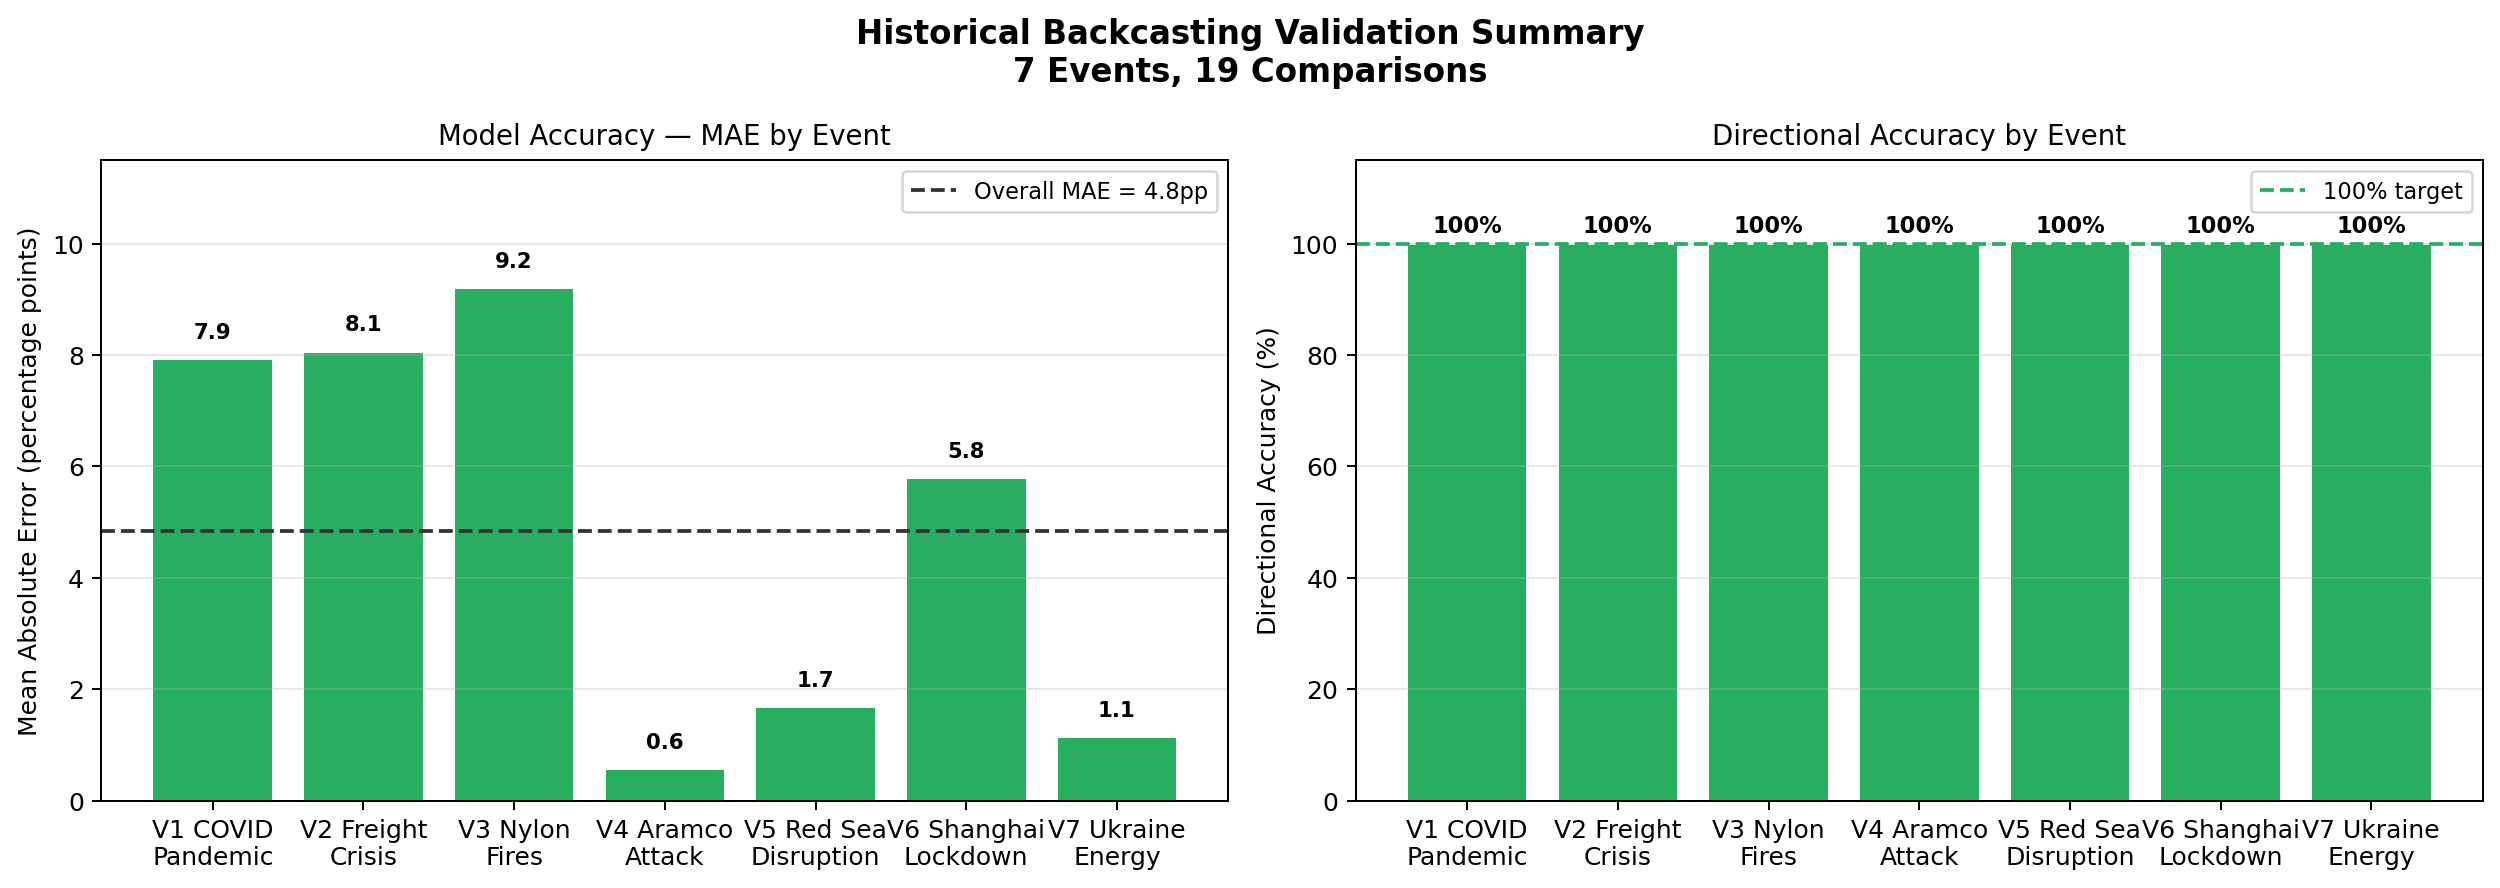 Historical Backcasting Validation Summary
7 Events, 19 Comparisons
Model Accuracy — MAE by Event
Overall MAE = 4.8pp
Mean Absolute Error (percentage points)
10
8
6
4
2
0
7.9
8.1
9.2
0.6
1.7
5.8
1.1
V1 COVID
Pandemic
V2 Freight
Crisis
V3 Nylon
Fires
V4 Aramco
Attack
V5 Red Sea
Disruption
V6 Shanghai
Lockdown
V7 Ukraine
Energy
Directional Accuracy by Event
100% target
Directional Accuracy (%)
100
80
60
40
20
0
100%
100%
100%
100%
100%
100%
100%
V1 COVID
Pandemic
V2 Freight
Crisis
V3 Nylon
Fires
V4 Aramco
Attack
V5 Red Sea
Disruption
V6 Shanghai
Lockdown
V7 Ukraine
Energy